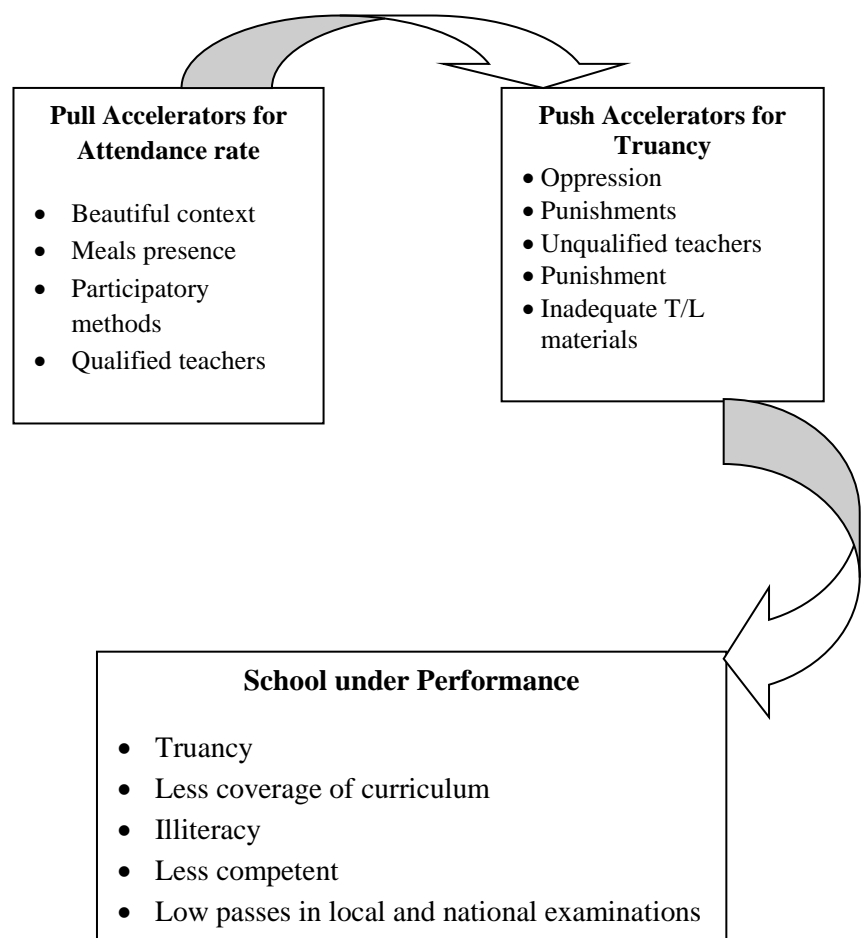 Pull Accelerators for
Attendance rate
• Beautiful context
• Meals presence
• Participatory
methods
• Qualified teachers
Push Accelerators for
Truancy
• Oppression
• Punishments
• Unqualified teachers
• Punishment
• Inadequate T/L
materials
School under Performance
• Truancy
• Less coverage of curriculum
• Illiteracy
• Less competent
• Low passes in local and national examinations